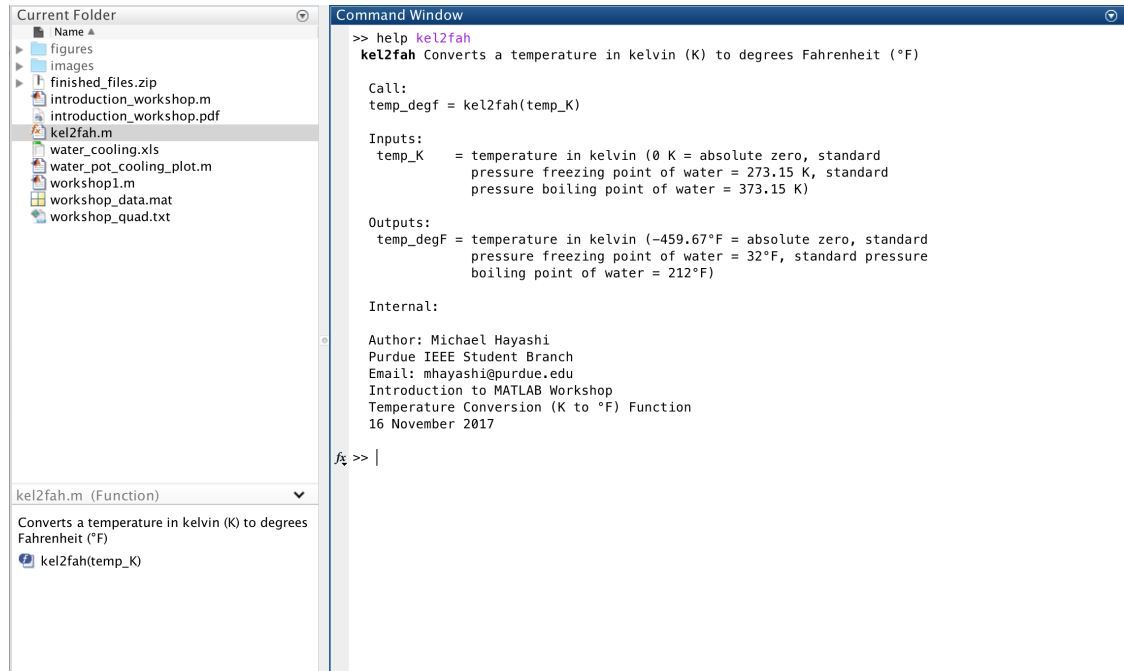 Current Folder
Name ▲
figures
images
finished_files.zip
introduction_workshop.m
introduction_workshop.pdf
kel2fah.m
water_cooling.xls
water_pot_cooling_plot.m
workshop1.m
workshop_data.mat
workshop_quad.txt
kel2fah.m (Function)
Converts a temperature in kelvin (K) to degrees
Fahrenheit (°F)
kel2fah(temp_K)
Command Window
>> help kel2fah
kel2fah Converts a temperature in kelvin (K) to degrees Fahrenheit (°F)
Call:
temp_degf = kel2fah(temp_K)
Inputs:
temp_K = temperature in kelvin (0 K = absolute zero, standard
pressure freezing point of water = 273.15 K, standard
pressure boiling point of water = 373.15 K)
Outputs:
temp_degF = temperature in kelvin (-459.67°F = absolute zero, standard
pressure freezing point of water = 32°F, standard pressure
boiling point of water = 212°F)
Internal:
Author: Michael Hayashi
Purdue IEEE Student Branch
Email: mhayashi@purdue.edu
Introduction to MATLAB Workshop
Temperature Conversion (K to °F) Function
16 November 2017
fx >>